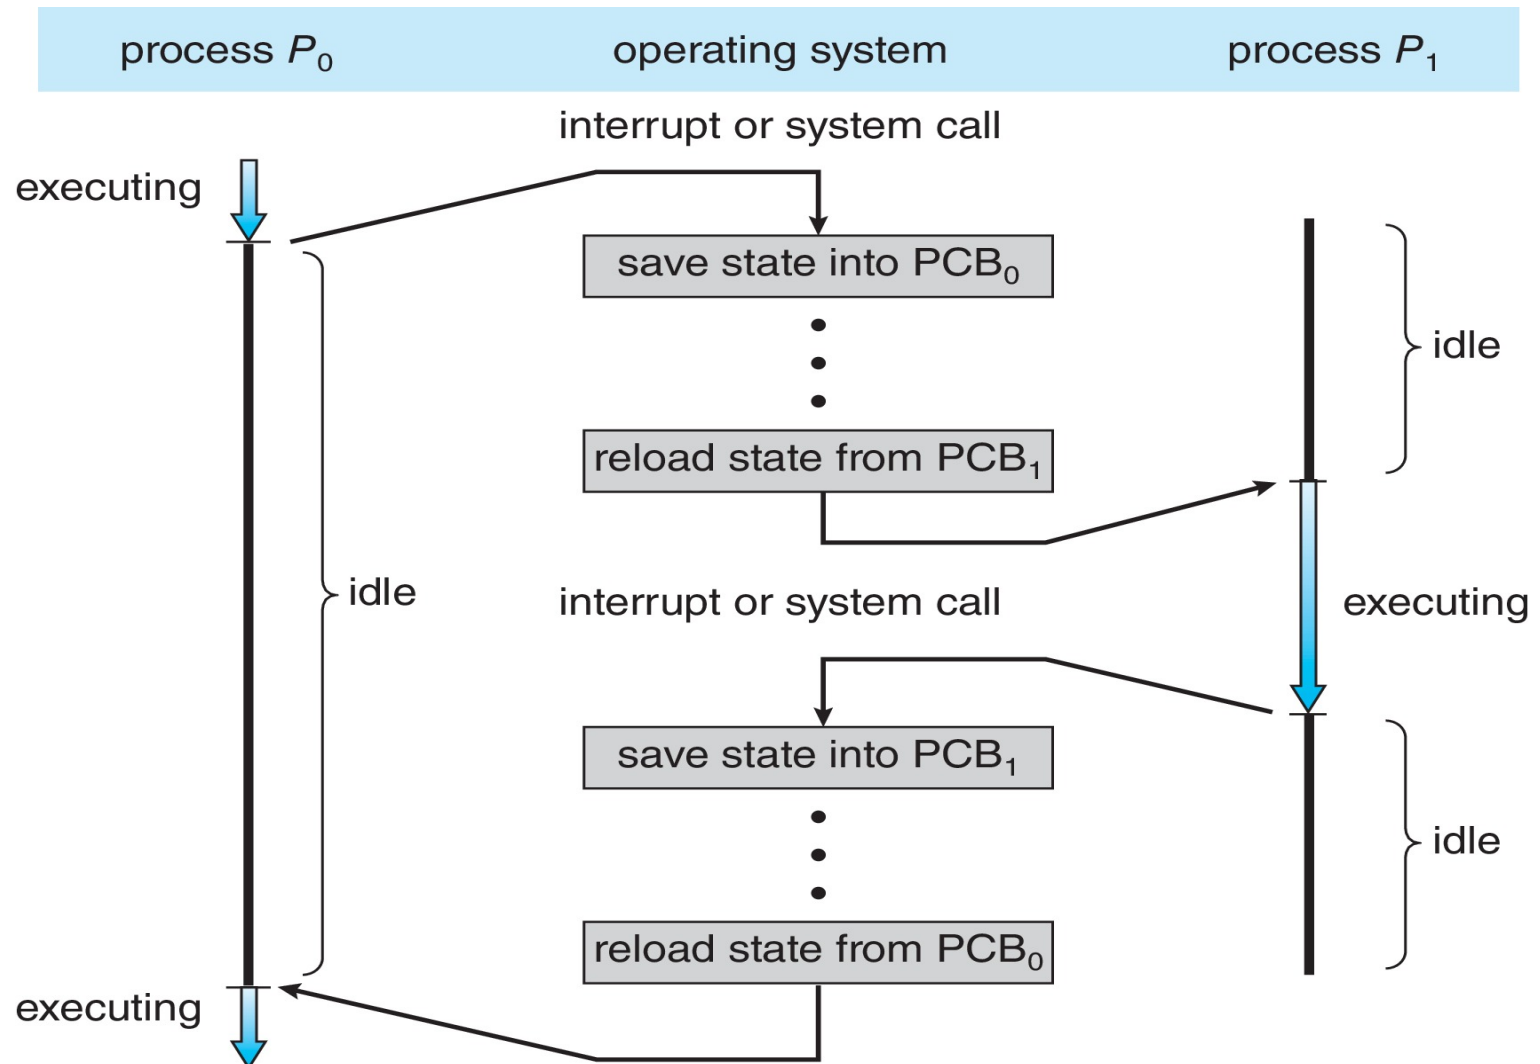 process P₀ operating system process P₁
interrupt or system call
executing
save state into PCB₀
idle
reload state from PCB₁
idle
interrupt or system call
executing
save state into PCB₁
idle
reload state from PCB₀
executing